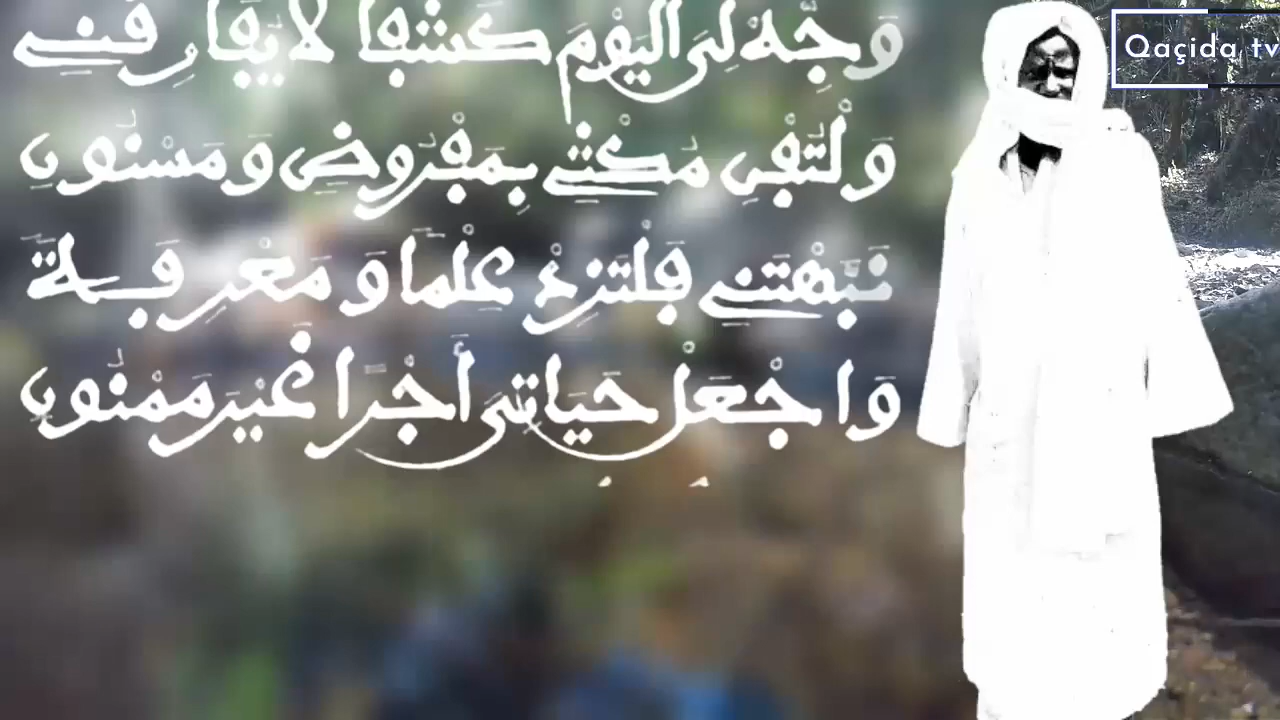 وَجِّهْ لِىَ الْيَوْمَ كَشْفًا لَا يُفَارِقُنِے
Qaçida tv
وَلْتَفْنِ مُكْثِے بِمَفْرُوضٍ وَمَسْنُونِ
نَبَّهْتَنِے فَلْتَزِدْ عِلْمًا وَمَعْرِفَةً
وَاجْعَلْ حَيَاتِىَ أَجْرًا غَيْرَ مَمْنُونِ